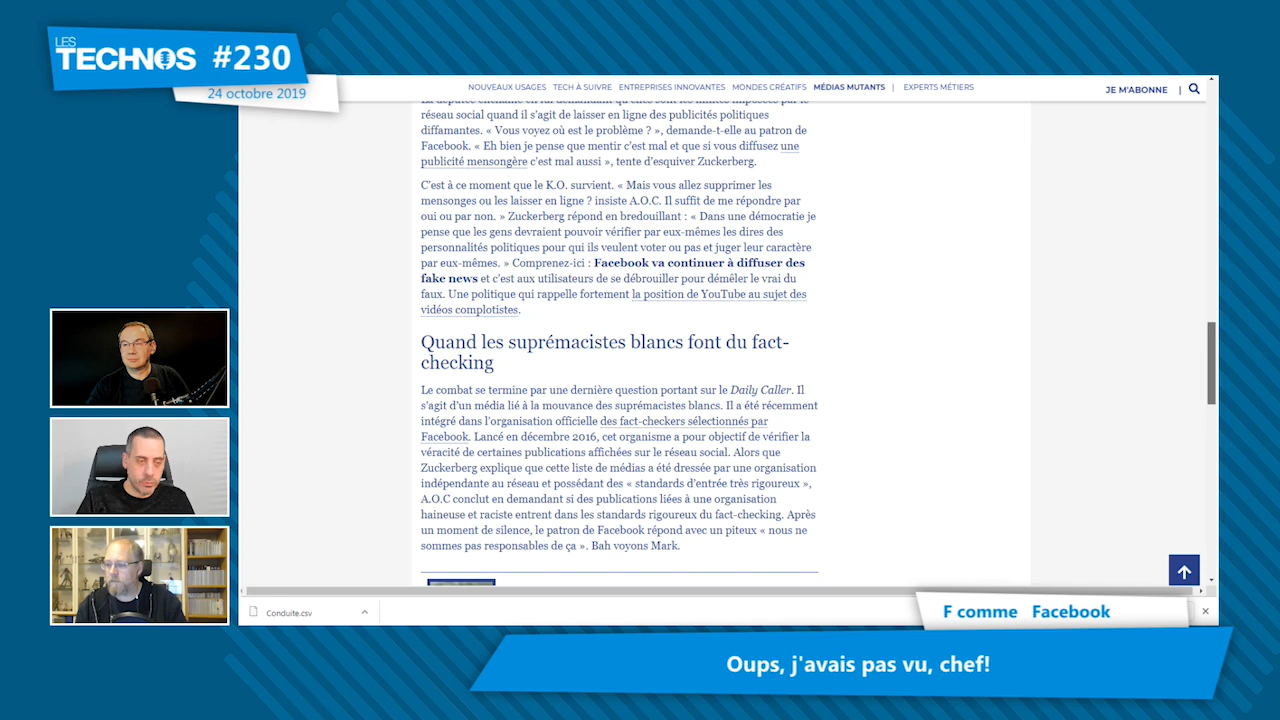 LES
TECHNOS #230
24 octobre 2019
NOUVEAUX USAGES TECH À SUIVRE ENTREPRISES INNOVANTES MONDES CRÉATIFS MÉDIAS MUTANTS | EXPERTS MÉTIERS
JE M'ABONNE |
La députée enchaîne en lui demandant qu'elles sont les limites imposées par le
réseau social quand il s'agit de laisser en ligne des publicités politiques
diffamantes. « Vous voyez où est le problème ? », demande-t-elle au patron de
Facebook. « Eh bien je pense que mentir c'est mal et que si vous diffusez une
publicité mensongère c'est mal aussi », tente d'esquiver Zuckerberg.
C'est à ce moment que le K.O. survient. « Mais vous allez supprimer les
mensonges ou les laisser en ligne ? insiste A.O.C. Il suffit de me répondre par
oui ou par non. » Zuckerberg répond en bredouillant : « Dans une démocratie je
pense que les gens devraient pouvoir vérifier par eux-mêmes les dires des
personnalités politiques pour qui ils veulent voter ou pas et juger leur caractère
par eux-mêmes. » Comprenez-ici : Facebook va continuer à diffuser des
fake news et c'est aux utilisateurs de se débrouiller pour démêler le vrai du
faux. Une politique qui rappelle fortement la position de YouTube au sujet des
vidéos complotistes.
Quand les suprémacistes blancs font du fact-
checking
Le combat se termine par une dernière question portant sur le Daily Caller. Il
s'agit d'un média lié à la mouvance des suprémacistes blancs. Il a été récemment
intégré dans l'organisation officielle des fact-checkers sélectionnés par
Facebook. Lancé en décembre 2016, cet organisme a pour objectif de vérifier la
véracité de certaines publications affichées sur le réseau social. Alors que
Zuckerberg explique que cette liste de médias a été dressée par une organisation
indépendante au réseau et possédant des « standards d'entrée très rigoureux »,
A.O.C conclut en demandant si des publications liées à une organisation
haineuse et raciste entrent dans les standards rigoureux du fact-checking. Après
un moment de silence, le patron de Facebook répond avec un piteux « nous ne
sommes pas responsables de ça ». Bah voyons Mark.
Conduite.csv
F comme Facebook
Oups, j'avais pas vu, chef!